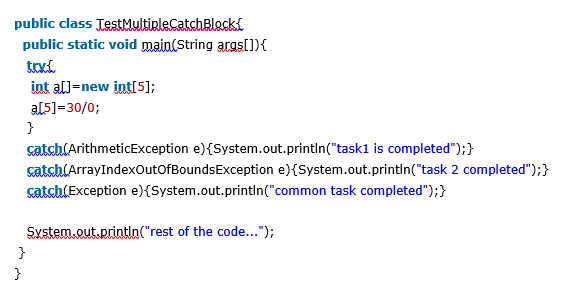 public class TestMultipleCatchBlock{
public static void main(String args[]){
try{
int a[]=new int[5];
a[5]=30/0;
}
catch(ArithmeticException e){System.out.println("task1 is completed");}
catch(ArrayIndexOutOfBoundsException e){System.out.println("task 2 completed");}
catch(Exception e){System.out.println("common task completed");}
System.out.println("rest of the code...");
}
}